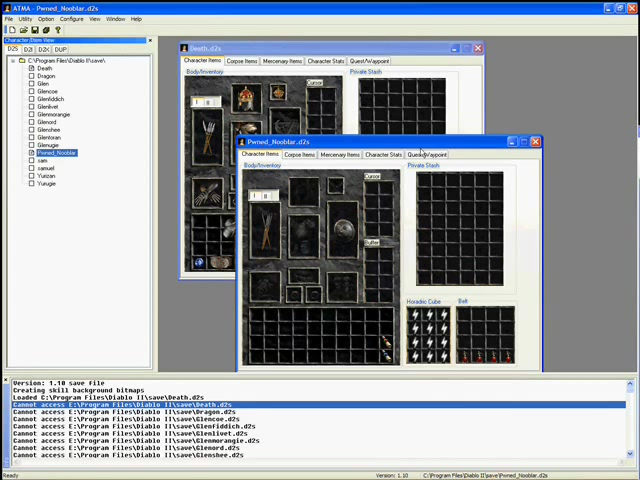 ATMA - Pwned_Nooblar.d2s
File Utility Option Configure View Window Help
Character/Item View
D2S D2I D2X DUP
C:\Program Files\Diablo II\save\
Death
Dragon
Glen
Glencoe
Glenfiddich
Glenlivet
Glenmorangie
Glenord
Glenshee
Glentoran
Glenugie
Pwned_Nooblar
sam
samuel
Yurizan
Yurugie
Death.d2s
Character Items Corpse Items Mercenary Items Character Stats Quest/Waypoint
Body/Inventory
Private Stash
Cursor
I II
Pwned_Nooblar.d2s
Character Items Corpse Items Mercenary Items Character Stats Quest/Waypoint
Body/Inventory
Private Stash
Cursor
I II
Buffer
Horadric Cube
Belt
Version: 1.10 save file
Creating skill background bitmaps
Loaded C:\Program Files\Diablo II\save\Death.d2s
Cannot access E:\Program Files\Diablo II\save\Death.d2s
Cannot access E:\Program Files\Diablo II\save\Dragon.d2s
Cannot access E:\Program Files\Diablo II\save\Glencoe.d2s
Cannot access E:\Program Files\Diablo II\save\Glenfiddich.d2s
Cannot access E:\Program Files\Diablo II\save\Glenlivet.d2s
Cannot access E:\Program Files\Diablo II\save\Glenmorangie.d2s
Cannot access E:\Program Files\Diablo II\save\Glenord.d2s
Cannot access E:\Program Files\Diablo II\save\Glenshee.d2s
Ready
Version: 1.10
C:\Program Files\Diablo II\save\Pwned_Nooblar.d2s